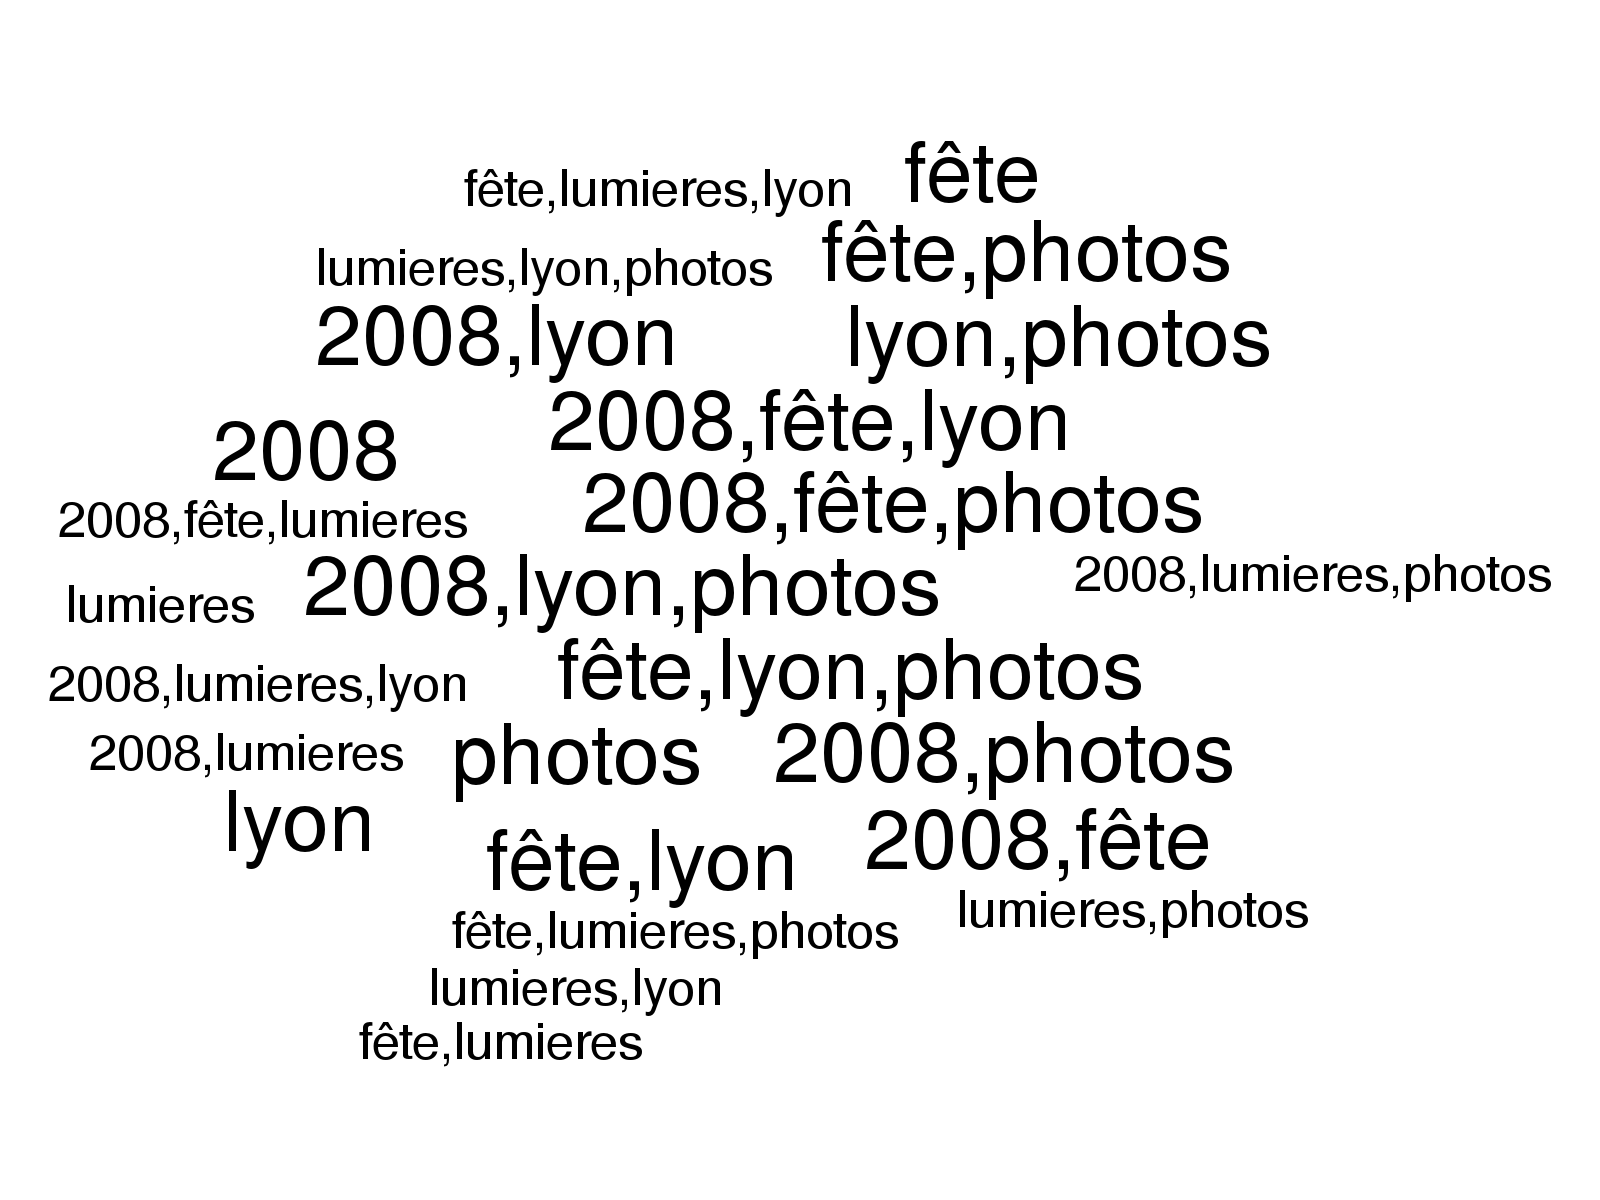 fête,lumieres,lyon
fête
lumieres,lyon,photos
fête,photos
2008,lyon
lyon,photos
2008
2008,fête,lyon
2008,fête,lumieres
2008,fête,photos
lumieres
2008,lyon,photos
2008,lumieres,photos
2008,lumieres,lyon
fête,lyon,photos
2008,lumieres
photos
2008,photos
lyon
fête,lyon
2008,fête
fête,lumieres,photos
lumieres,photos
lumieres,lyon
fête,lumieres